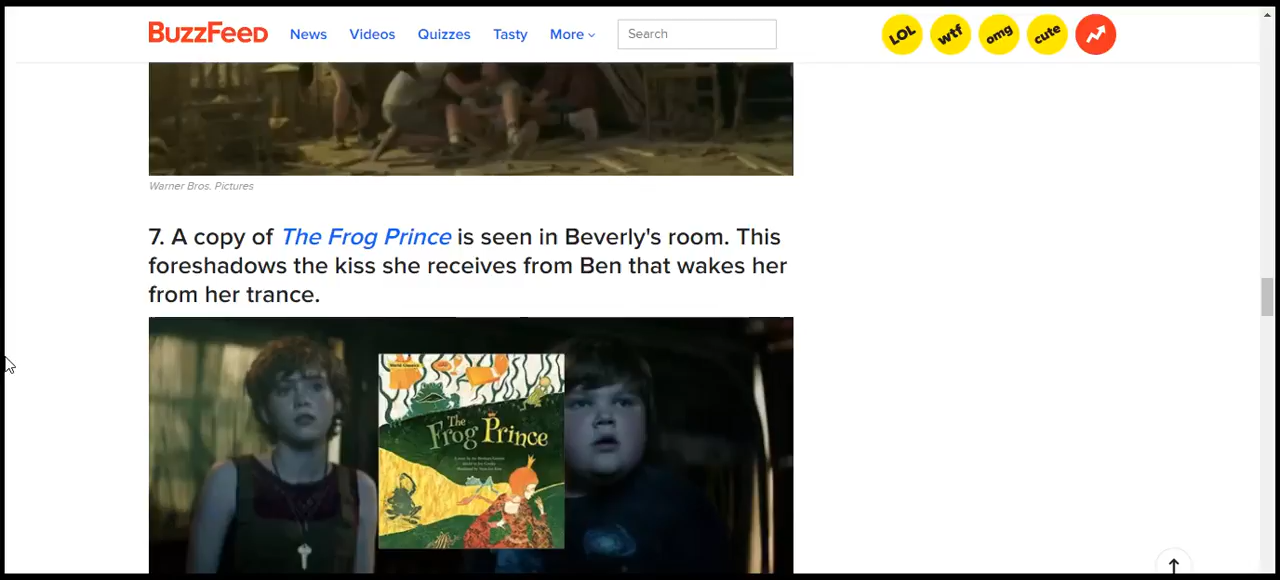 BuzzFeed News Videos Quizzes Tasty More Search LOL wtf omg cute
Warner Bros. Pictures
7. A copy of The Frog Prince is seen in Beverly's room. This
foreshadows the kiss she receives from Ben that wakes her
from her trance.
The
Frog Prince